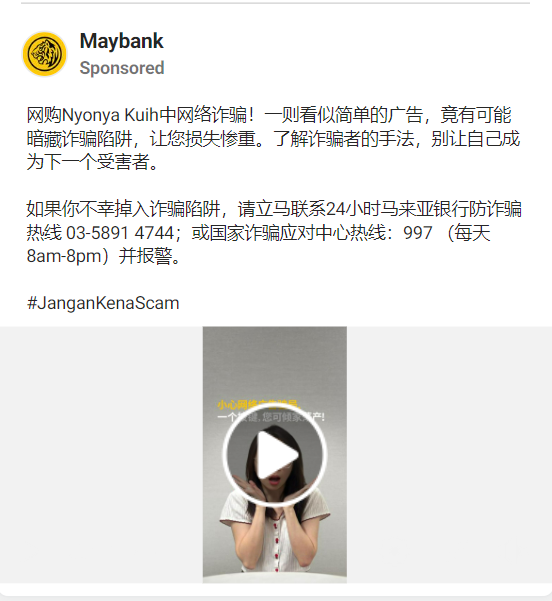 Maybank
Sponsored
网购Nyonya Kuih中网络诈骗！一则看似简单的广告，竟有可能
暗藏诈骗陷阱，让您损失惨重。了解诈骗者的手法，别让自己成
为下一个受害者。
如果你不幸掉入诈骗陷阱，请立马联系24小时马来亚银行防诈骗
热线 03-5891 4744；或国家诈骗应对中心热线：997 （每天
8am-8pm）并报警。
#JanganKenaScam
小心网
一个按键, 您可倾家荡产!